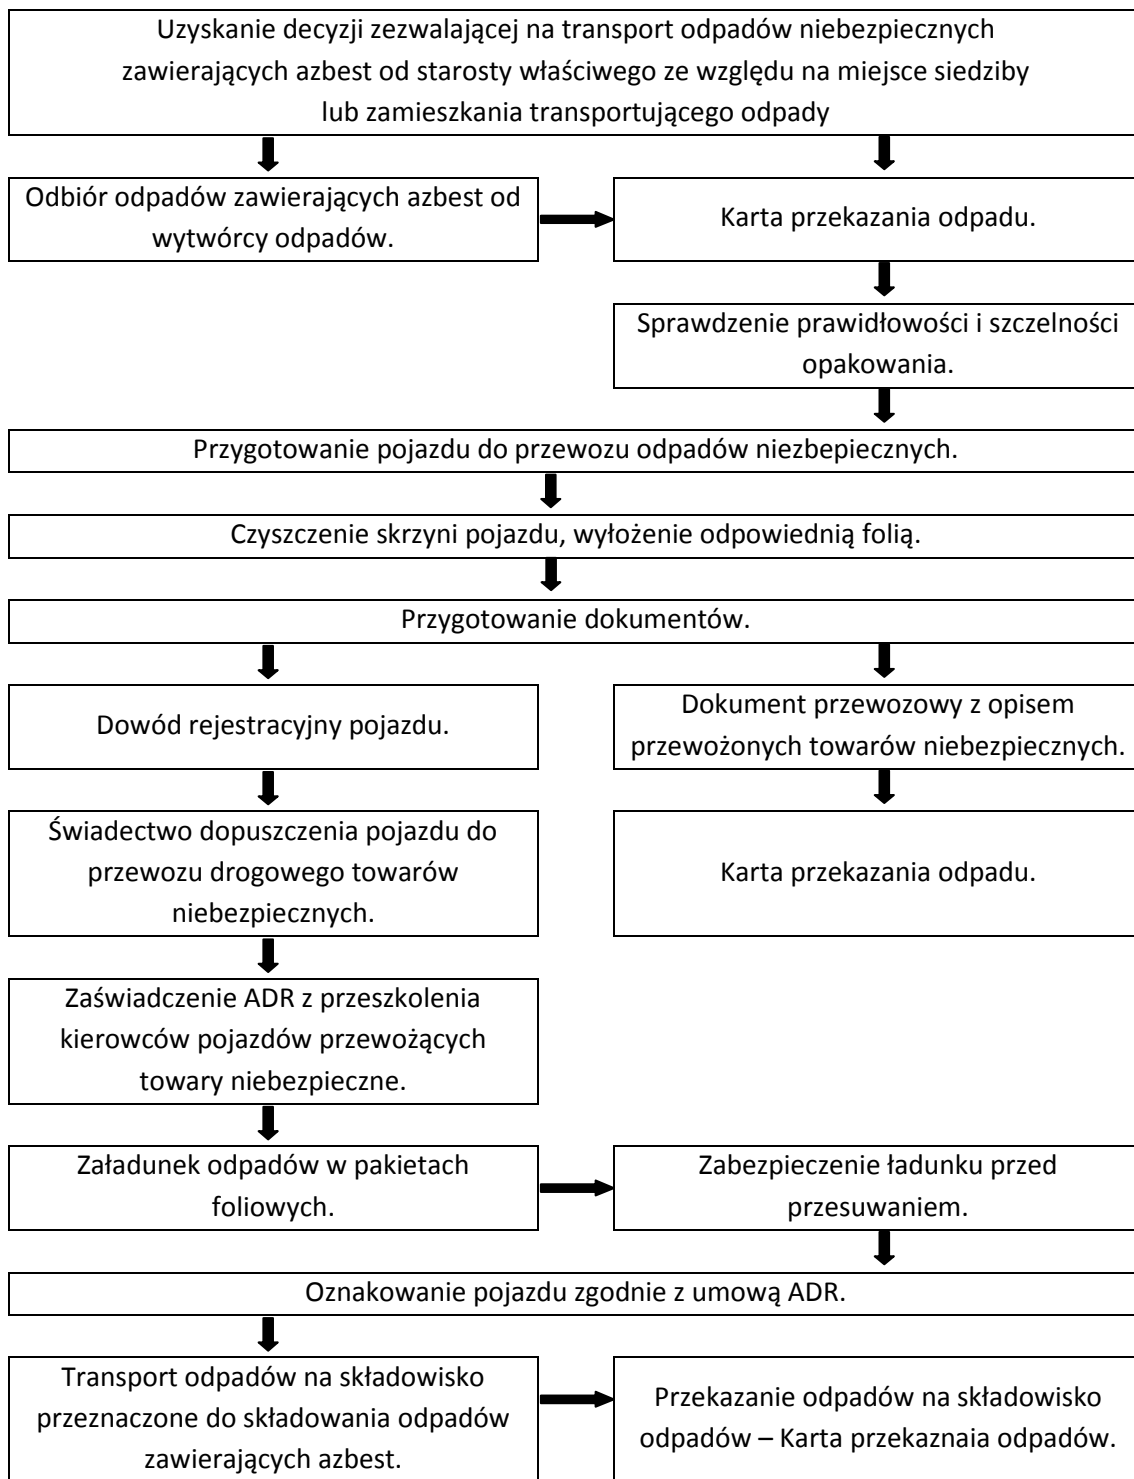 Uzyskanie decyzji zezwalającej na transport odpadów niebezpiecznych
zawierających azbest od starosty właściwego ze względu na miejsce siedziby
lub zamieszkania transportującego odpady
Odbiór odpadów zawierających azbest od
wytwórcy odpadów.
Karta przekazania odpadu.
Sprawdzenie prawidłowości i szczelności
opakowania.
Przygotowanie pojazdu do przewozu odpadów niezbepiecznych.
Czyszczenie skrzyni pojazdu, wyłożenie odpowiednią folią.
Przygotowanie dokumentów.
Dowód rejestracyjny pojazdu.
Dokument przewozowy z opisem
przewożonych towarów niebezpiecznych.
Świadectwo dopuszczenia pojazdu do
przewozu drogowego towarów
niebezpiecznych.
Karta przekazania odpadu.
Zaświadczenie ADR z przeszkolenia
kierowców pojazdów przewożących
towary niebezpieczne.
Załadunek odpadów w pakietach
foliowych.
Zabezpieczenie ładunku przed
przesuwaniem.
Oznakowanie pojazdu zgodnie z umową ADR.
Transport odpadów na składowisko
przeznaczone do składowania odpadów
zawierających azbest.
Przekazanie odpadów na składowisko
odpadów – Karta przekaznaia odpadów.